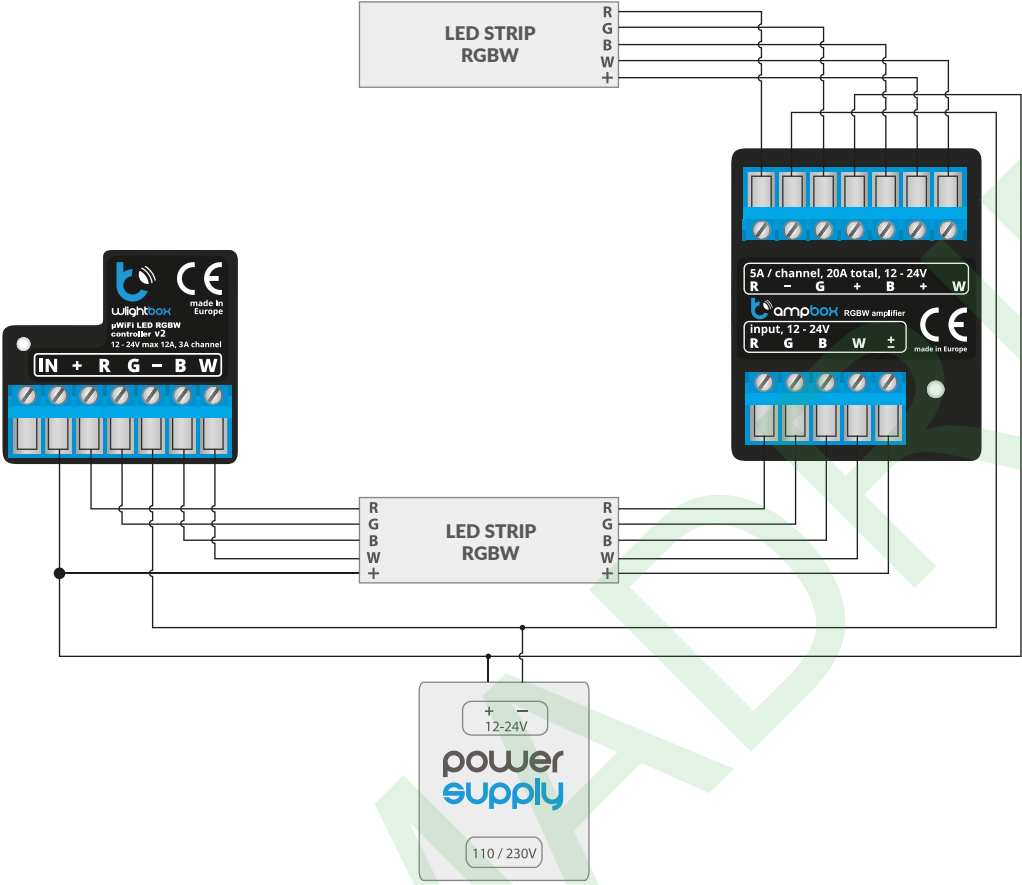 LED STRIP
RGBW
R
G
B
W
+
5A / channel, 20A total, 12 - 24V
R − G + B + W
ampbox RGBW amplifier
input, 12 - 24V
R G B W ±
CE
made in Europe
CE
made in
Europe
wlightbox
µWiFi LED RGBW
controller v2
12 - 24V max 12A, 3A channel
IN + R G − B W
R
G
B
W
+
LED STRIP
RGBW
R
G
B
W
+
+ −
12-24V
power
supply
110 / 230V